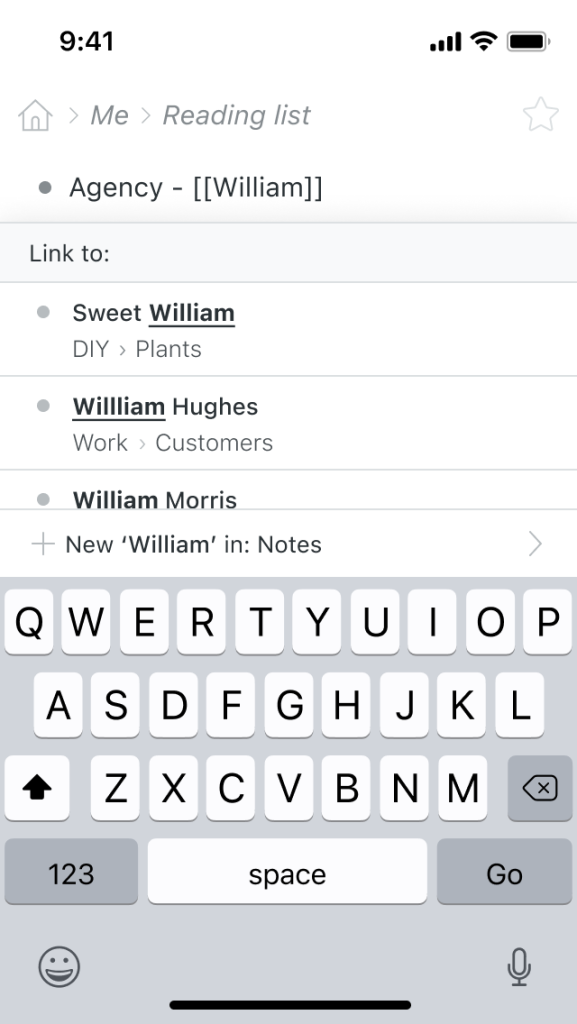 9:41
Me > Reading list
Agency - [[William]]
Link to:
Sweet William
DIY › Plants
Willliam Hughes
Work › Customers
William Morris
New ‘William’ in: Notes
Q W E R T Y U I O P
A S D F G H J K L
Z X C V B N M
123 space Go